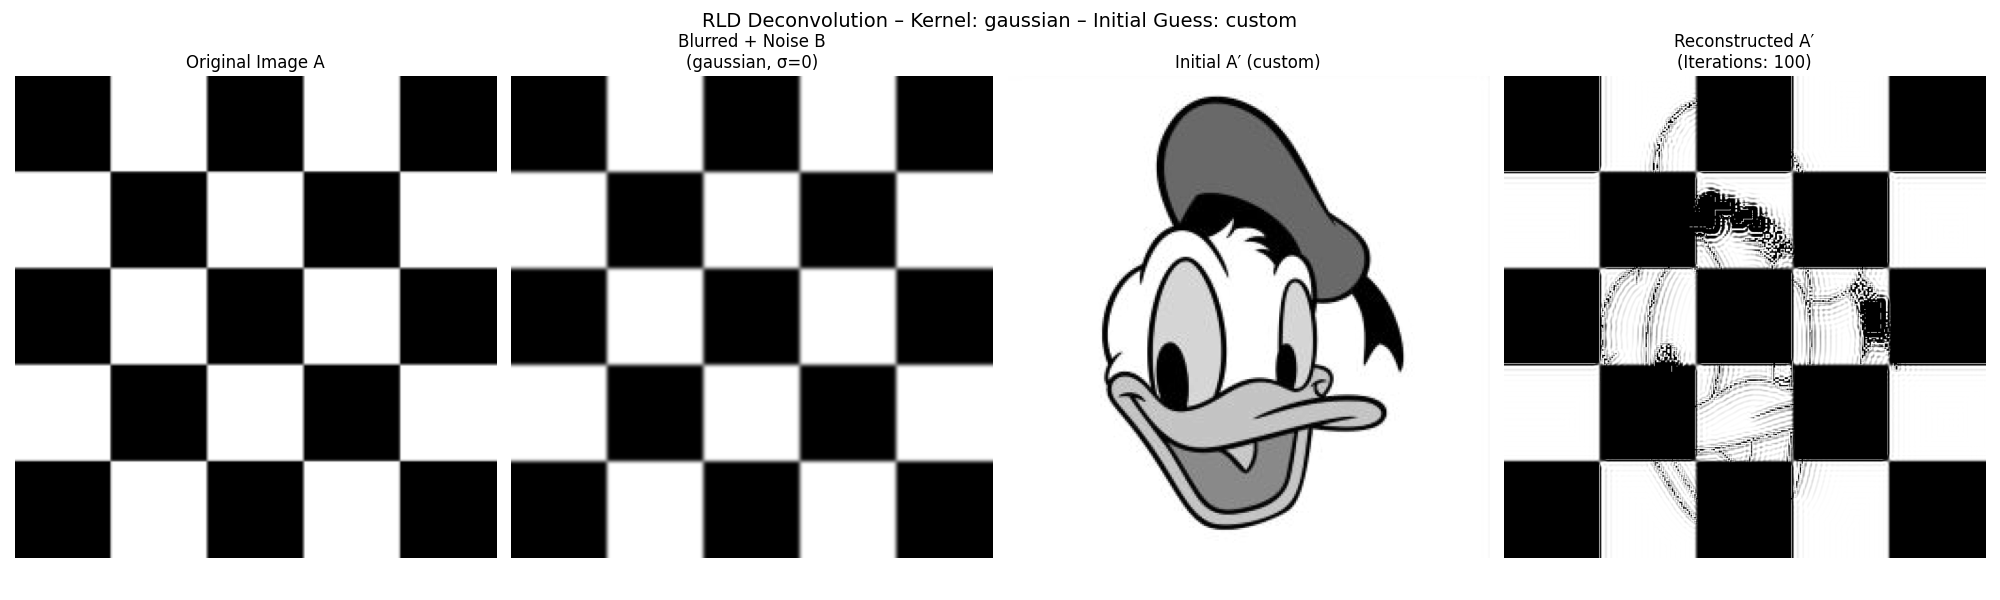 RLD Deconvolution – Kernel: gaussian – Initial Guess: custom
Original Image A
Blurred + Noise B
(gaussian, σ=0)
Initial A′ (custom)
Reconstructed A′
(Iterations: 100)